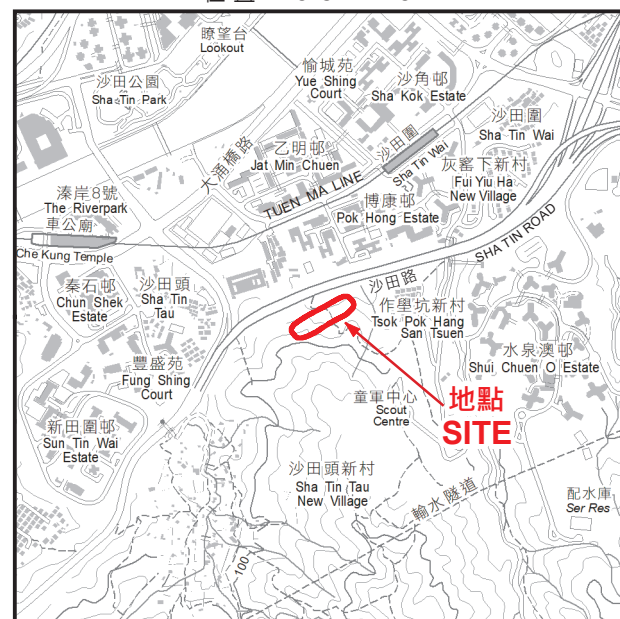 瞭望台
Lookout
愉城苑
Yue Shing
Court
沙角邨
Sha Kok Estate
沙田公園
Sha Tin Park
沙田圍
Sha Tin Wai
大涌橋路
乙明邨
Jat Min Chuen
沙田圍
Sha Tin Wai
灰窰下新村
Fui Yiu Ha
New Village
TUEN MA LINE
溱岸8號
The Riverpark
車公廟
Che Kung Temple
博康邨
Pok Hong Estate
SHA TIN ROAD
沙田路
秦石邨
Chun Shek
Estate
沙田頭
Sha Tin
Tau
作壆坑新村
Tsok Pok Hang
San Tsuen
水泉澳邨
Shui Chuen O Estate
豐盛苑
Fung Shing
Court
童軍中心
Scout
Centre
地點
SITE
新田圍邨
Sun Tin Wai
Estate
沙田頭新村
Sha Tin Tau
New Village
輸水隧道
配水庫
Ser Res
100